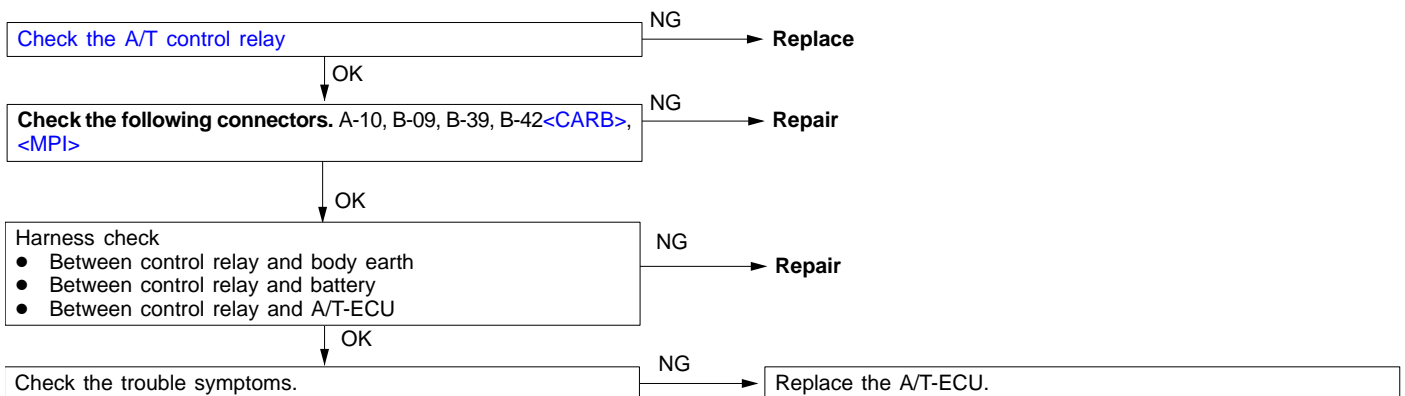 NG
Check the A/T control relay
Replace
OK
NG
Check the following connectors. A-10, B-09, B-39, B-42<CARB>,
<MPI>
Repair
OK
Harness check
NG
● Between control relay and body earth
● Between control relay and battery
Repair
● Between control relay and A/T-ECU
OK
NG
Check the trouble symptoms.
Replace the A/T-ECU.